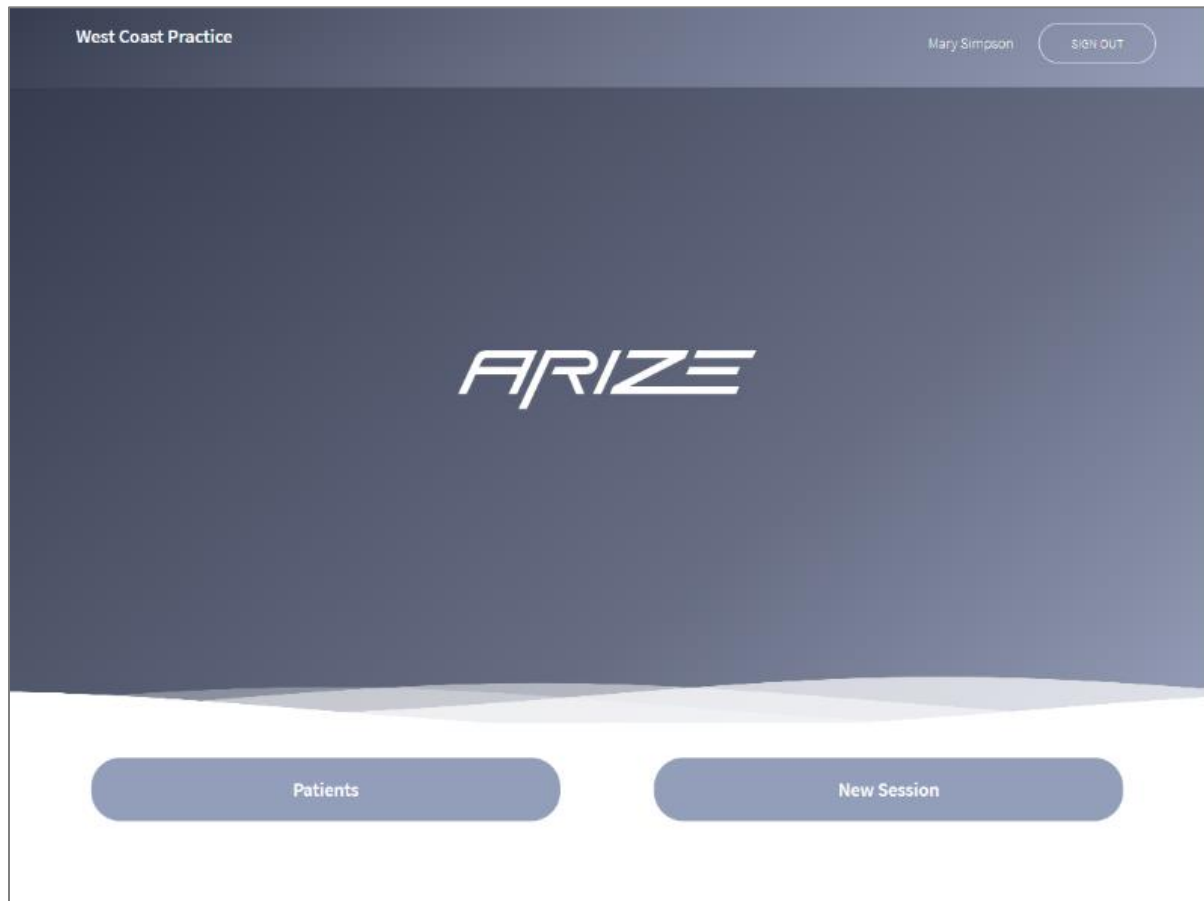 West Coast Practice
Mary Simpson
SIGN OUT
ARIZE
Patients
New Session